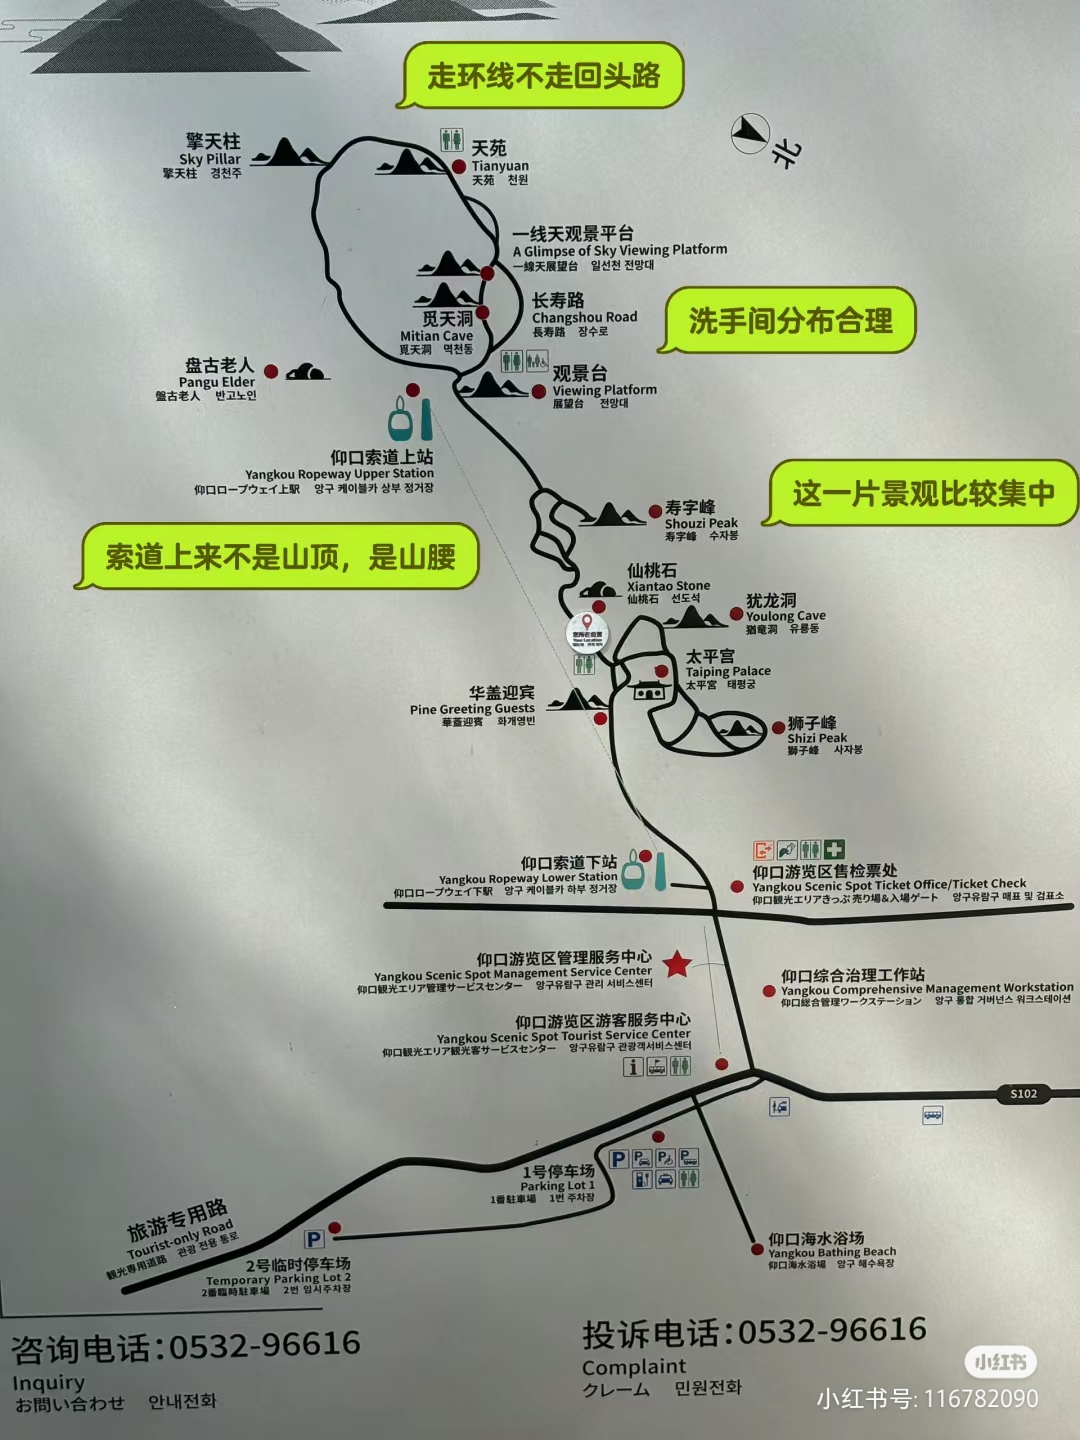 走环线不走回头路
北
擎天柱
Sky Pillar
擎天柱 경천주
天苑
Tianyuan
天苑 천원
一线天观景平台
A Glimpse of Sky Viewing Platform
一線天展望台 일선천 전망대
长寿路
Changshou Road
長寿路 장수로
洗手间分布合理
觅天洞
Mitian Cave
覓天洞 멱천동
盘古老人
Pangu Elder
盤古老人 반고노인
观景台
Viewing Platform
展望台 전망대
仰口索道上站
Yangkou Ropeway Upper Station
仰口ロープウェイ上駅 앙구 케이블카 상부 정거장
这一片景观比较集中
寿字峰
Shouzi Peak
寿字峰 수자봉
索道上来不是山顶，是山腰
仙桃石
Xiantao Stone
仙桃石 선도석
犹龙洞
Youlong Cave
猶竜洞 유룡동
您所在位置
Your Location
太平宫
Taiping Palace
太平宮 태평궁
华盖迎宾
Pine Greeting Guests
華蓋迎賓 화개영빈
狮子峰
Shizi Peak
獅子峰 사자봉
仰口索道下站
Yangkou Ropeway Lower Station
仰口ロープウェイ下駅 앙구 케이블카 하부 정거장
仰口游览区售检票处
Yangkou Scenic Spot Ticket Office/Ticket Check
仰口観光エリアきっぷ売り場&入場ゲート 앙구유람구 매표 및 검표소
仰口游览区管理服务中心
Yangkou Scenic Spot Management Service Center
仰口観光エリア管理サービスセンター 앙구유람구 관리 서비스센터
仰口综合治理工作站
Yangkou Comprehensive Management Workstation
仰口総合管理ワークステーション 앙구 통합 거버넌스 워크스테이션
仰口游览区游客服务中心
Yangkou Scenic Spot Tourist Service Center
仰口観光エリア観光客サービスセンター 앙구유람구 관광객서비스센터
i
S102
P P P P
1号停车场
Parking Lot 1
1番駐車場 1번 주차장
旅游专用路
Tourist-only Road
観光専用道路 관광 전용 통로
P
2号临时停车场
Temporary Parking Lot 2
2番臨時駐車場 2번 임시주차장
仰口海水浴场
Yangkou Bathing Beach
仰口海水浴場 앙구 해수욕장
咨询电话:0532-96616
Inquiry
お問い合わせ 안내전화
投诉电话:0532-96616
Complaint
クレーム 민원전화
小红书
小红书号: 116782090